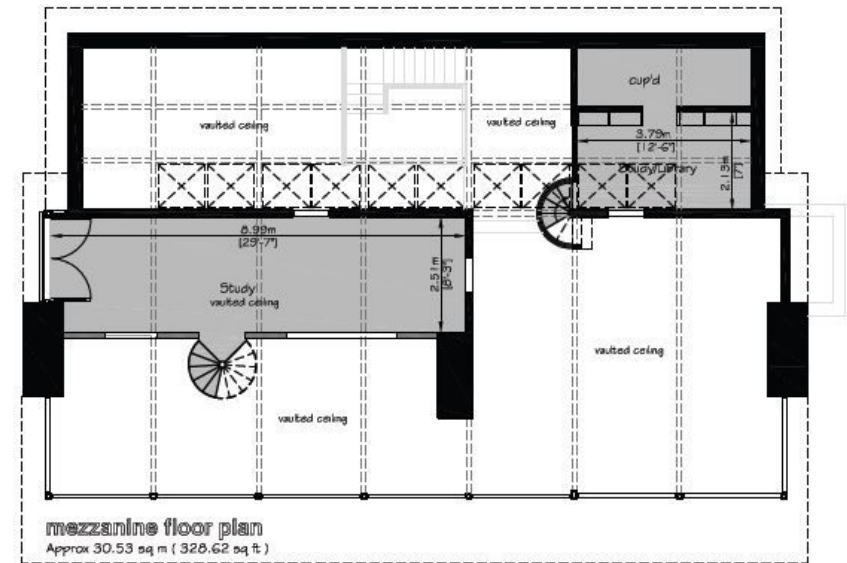 cup'd
vaulted ceiling
vaulted ceiling
3.79m
[12'-6"]
2.13m
[7']
Study/Library
8.99m
[29'-7"]
2.51m
[8'-3"]
Study
vaulted ceiling
vaulted ceiling
vaulted ceiling
mezzanine floor plan
Approx 30.53 sq m ( 328.62 sq ft )